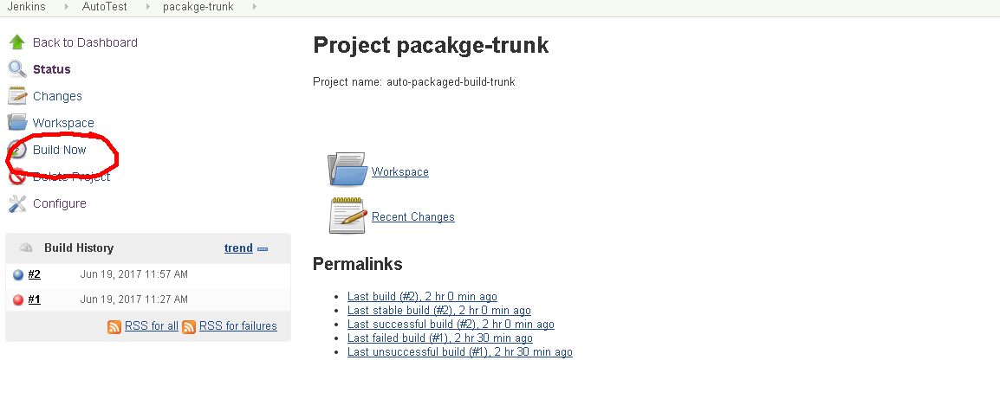 Jenkins AutoTest pacakge-trunk
Back to Dashboard
Status
Changes
Workspace
Build Now
Delete Project
Configure
Build History trend
#2 Jun 19, 2017 11:57 AM
#1 Jun 19, 2017 11:27 AM
RSS for all RSS for failures
Project pacakge-trunk
Project name: auto-packaged-build-trunk
Workspace
Recent Changes
Permalinks
Last build (#2), 2 hr 0 min ago
Last stable build (#2), 2 hr 0 min ago
Last successful build (#2), 2 hr 0 min ago
Last failed build (#1), 2 hr 30 min ago
Last unsuccessful build (#1), 2 hr 30 min ago